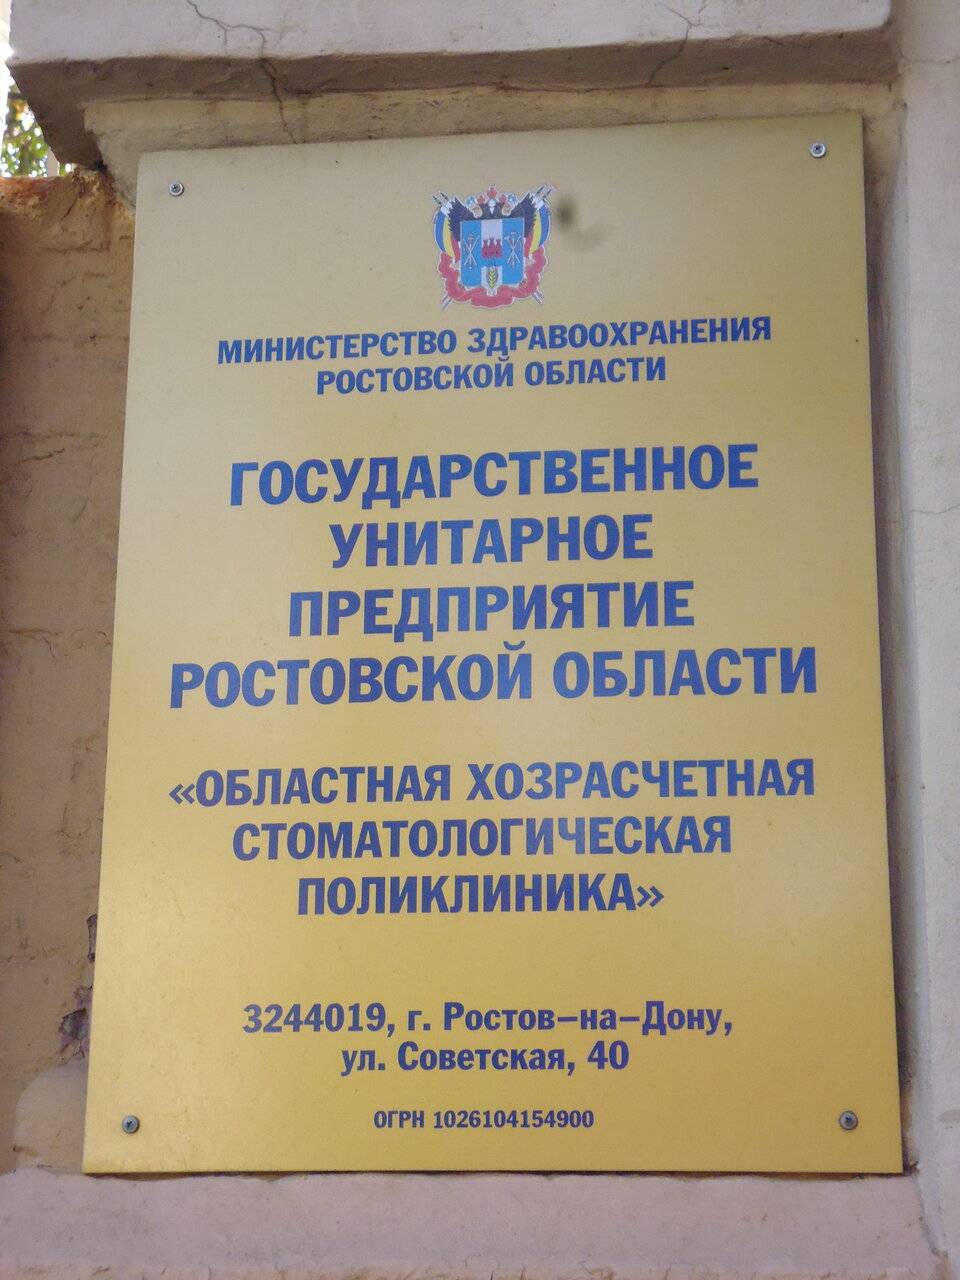 МИНИСТЕРСТВО ЗДРАВООХРАНЕНИЯ
РОСТОВСКОЙ ОБЛАСТИ
ГОСУДАРСТВЕННОЕ
УНИТАРНОЕ
ПРЕДПРИЯТИЕ
РОСТОВСКОЙ ОБЛАСТИ
«ОБЛАСТНАЯ ХОЗРАСЧЕТНАЯ
СТОМАТОЛОГИЧЕСКАЯ
ПОЛИКЛИНИКА»
3244019, г. Ростов–на–Дону,
ул. Советская, 40
ОГРН 1026104154900